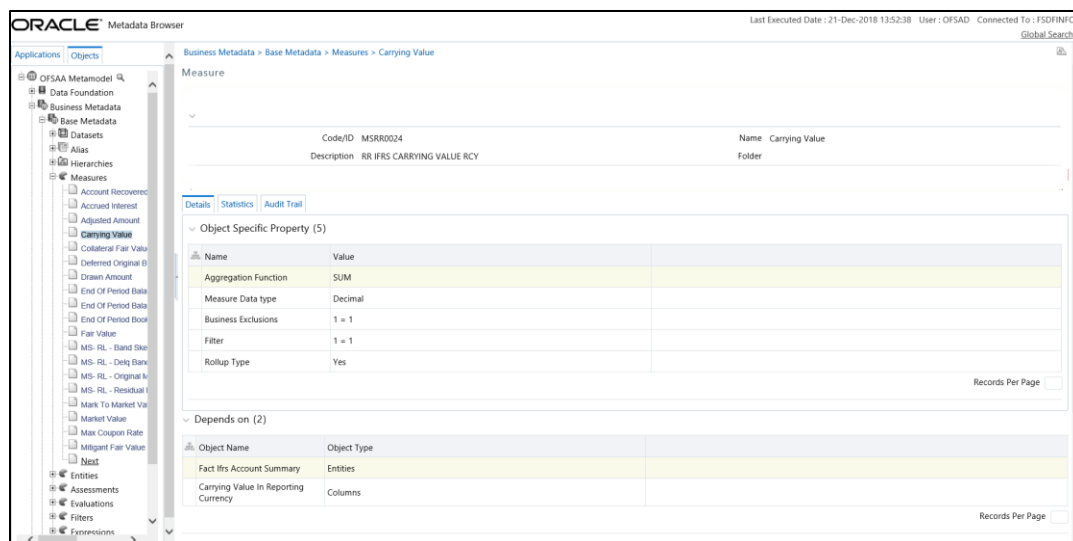 ORACLE® Metadata Browser
Last Executed Date : 21-Dec-2018 13:52:38 User : OFSAD Connected To : FSDFINFO
Global Search
Applications
Objects
OFSAA Metamodel
Data Foundation
Business Metadata
Base Metadata
Datasets
Alias
Hierarchies
Measures
Account Recovered
Accrued Interest
Adjusted Amount
Carrying Value
Collateral Fair Valu
Deferred Original B
Drawn Amount
End Of Period Bala
End Of Period Bala
End Of Period Book
Fair Value
MS- RL - Band Ske
MS- RL - Delq Band
MS- RL - Original M
MS- RL - Residual
Mark To Market Va
Market Value
Max Coupon Rate
Mitigant Fair Value
Next
Entities
Assessments
Evaluations
Filters
Expressions
Business Metadata > Base Metadata > Measures > Carrying Value
Measure
Code/ID MSRR0024
Name Carrying Value
Description RR IFRS CARRYING VALUE RCY
Folder
Details Statistics Audit Trail
Object Specific Property (5)
Name Value
Aggregation Function SUM
Measure Data type Decimal
Business Exclusions 1 = 1
Filter 1 = 1
Rollup Type Yes
Records Per Page
Depends on (2)
Object Name Object Type
Fact Ifrs Account Summary Entities
Carrying Value In Reporting Currency Columns
Records Per Page